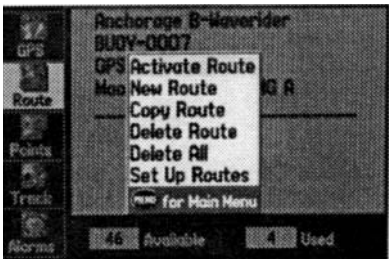 GPS
Route
Points
Track
Alarms
Anchorage B-Waverider
BUOY-0007
GPS
Activate Route
New Route
Copy Route
Delete Route
Delete All
Set Up Routes
MENU for Main Menu
46 Available 4 Used